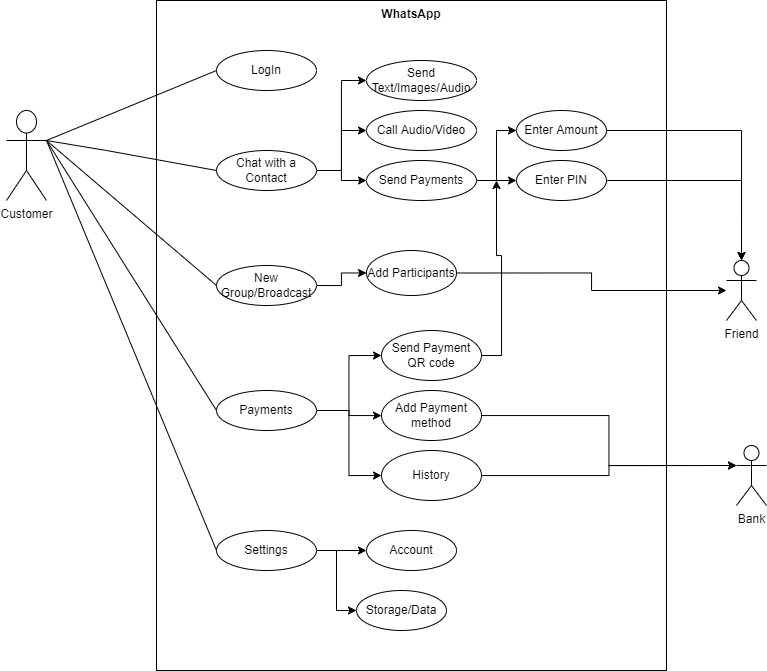 WhatsApp
LogIn
Send
Text/Images/Audio
Call Audio/Video
Enter Amount
Chat with a
Contact
Send Payments
Enter PIN
Customer
New
Group/Broadcast
Add Participants
Friend
Send Payment
QR code
Payments
Add Payment
method
History
Bank
Settings
Account
Storage/Data